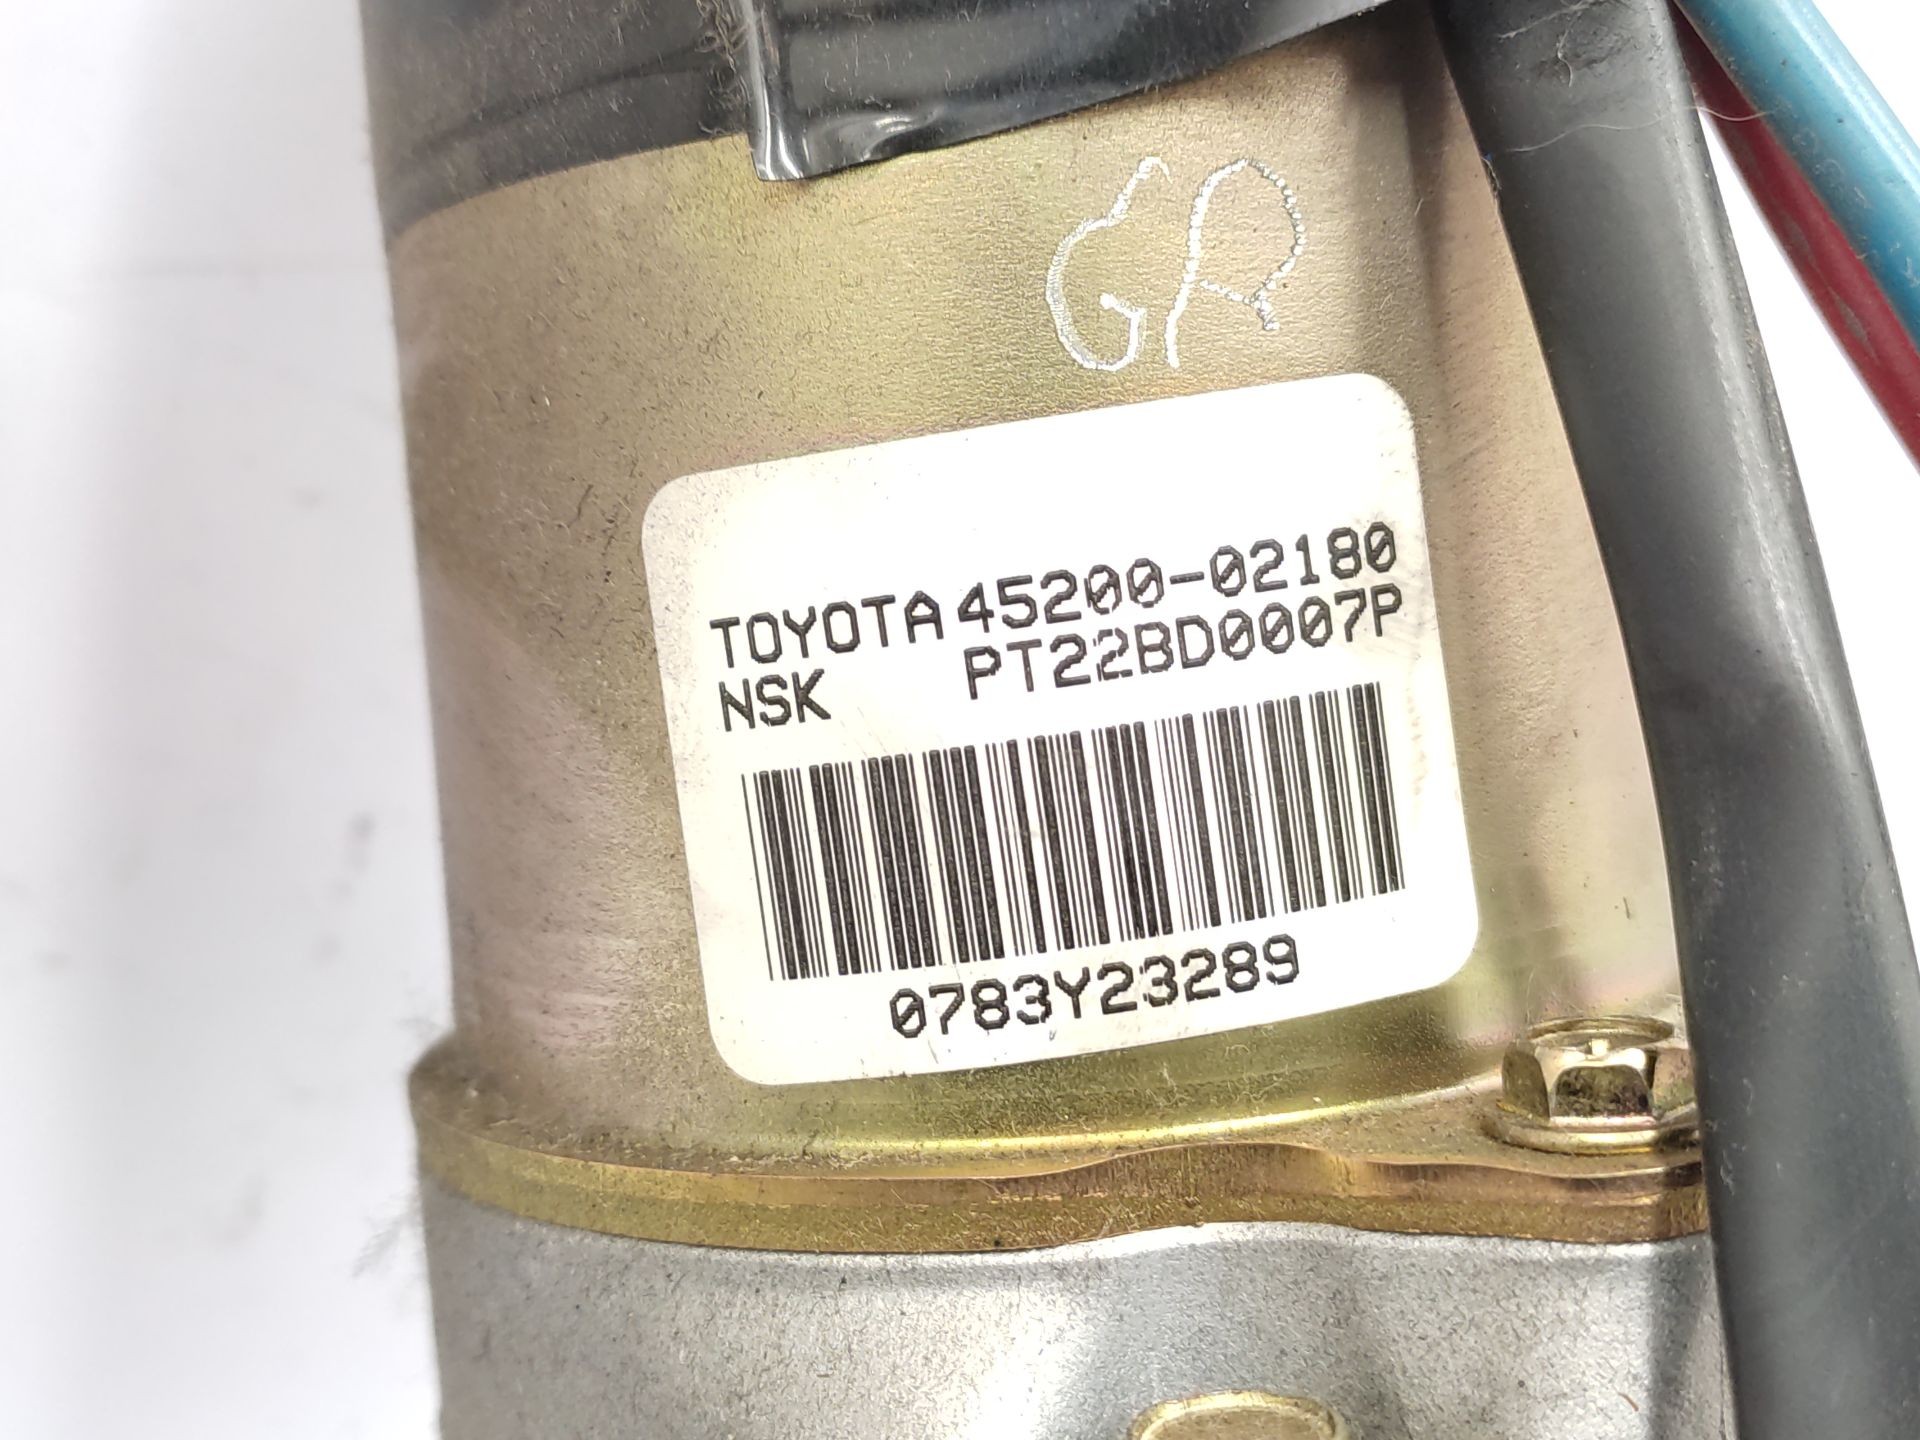 GR
TOYOTA 45200-02180
NSK PT22BD0007P
0783Y23289